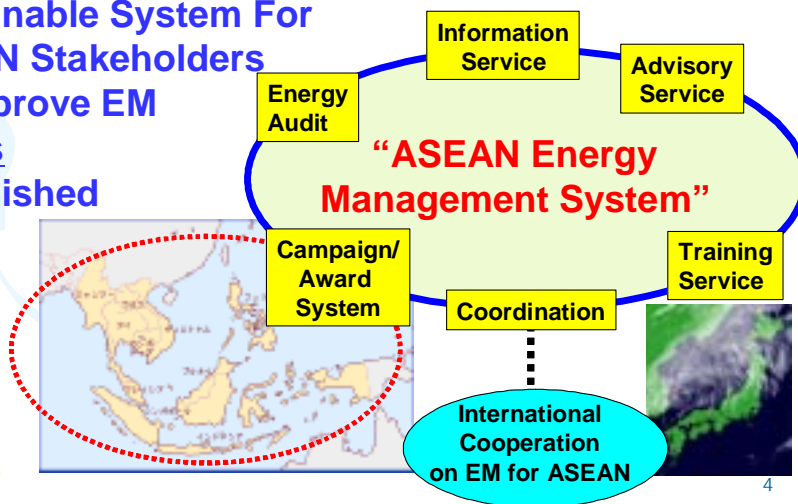 nable System For
N Stakeholders
prove EM
s
ished
Information
Service
Advisory
Service
Energy
Audit
“ASEAN Energy
Management System”
Campaign/
Award
System
Training
Service
Coordination
International
Cooperation
on EM for ASEAN
4